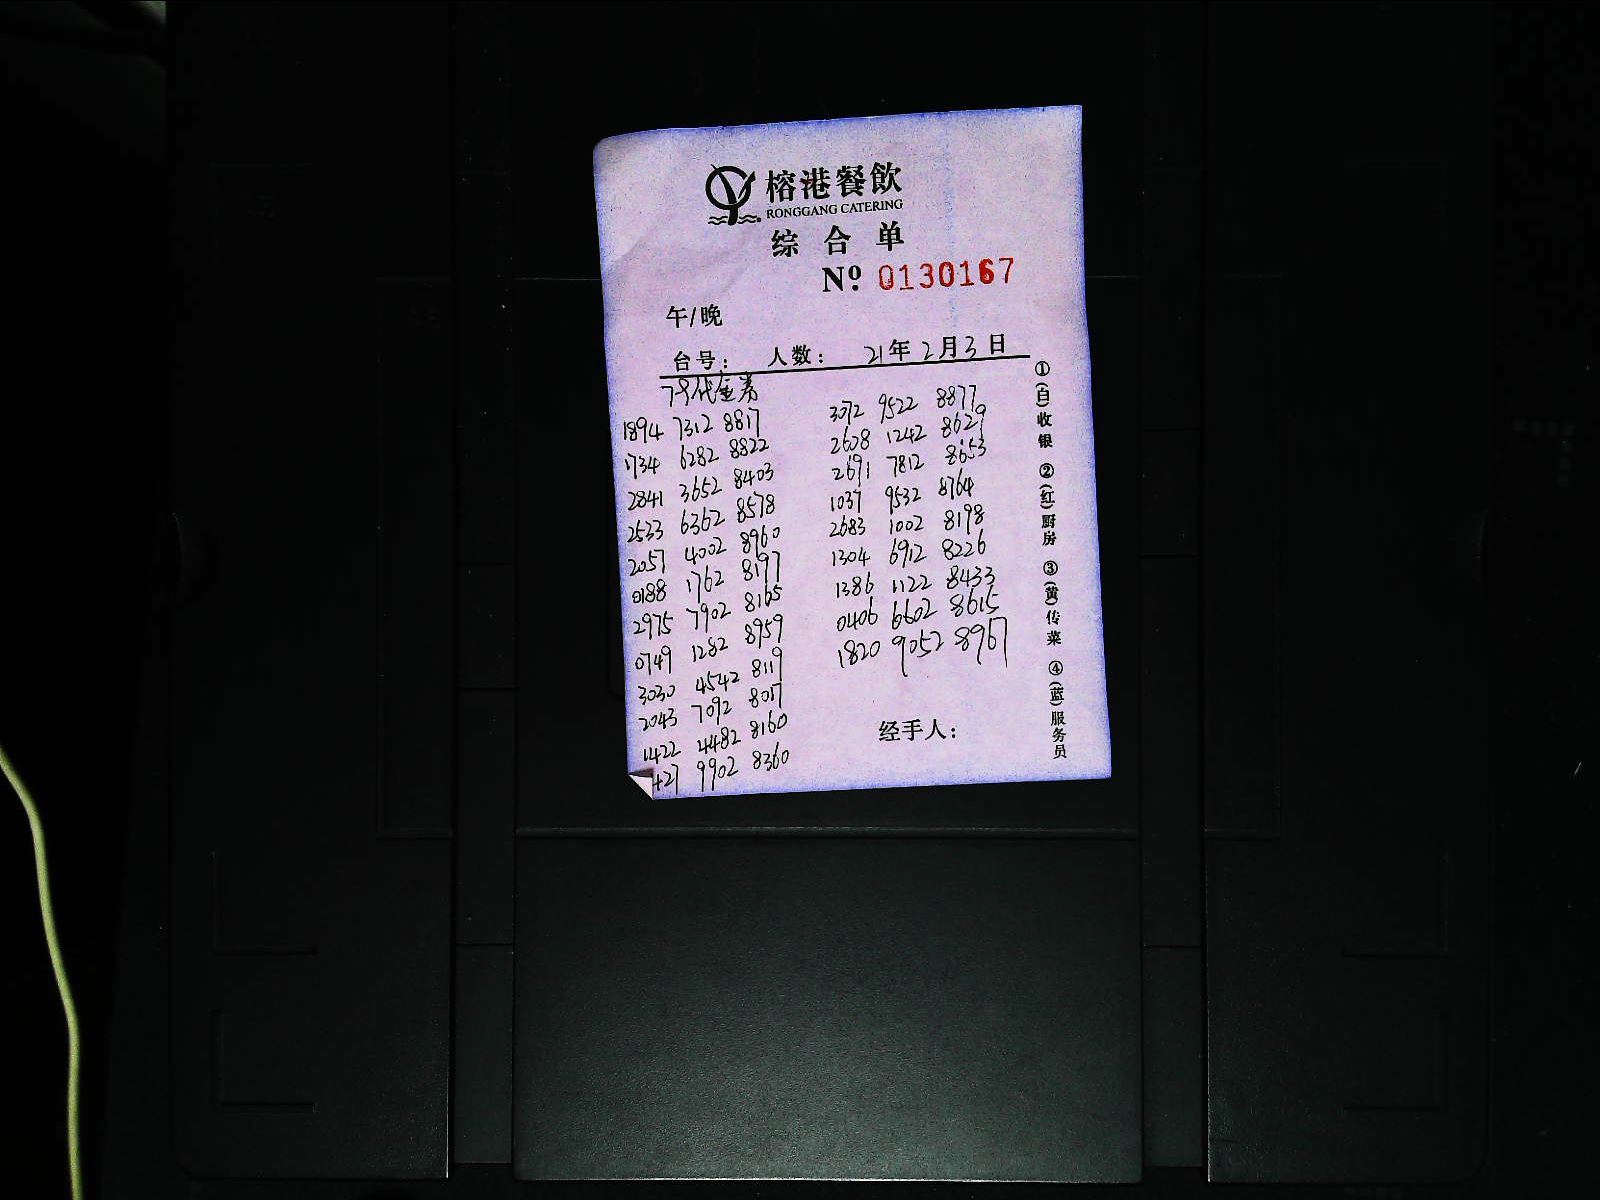 榕港餐飲
RONGGANG CATERING
综合单
Nº 0130167
午/晚
台号： 人数： 21年2月3日
7号代金券
1894 7312 8817
1734 6282 8822
2841 3652 8403
2533 6362 8578
2057 4002 8960
0188 1762 8197
2975 7902 8165
0749 1282 8959
3030 4542 8119
2043 7092 8017
1422 4482 8160
427 9902 8360
3072 9522 8877
2628 1242 8629
2691 7812 8653
1037 9532 8764
2683 1002 8198
1304 6912 8226
1386 1122 8433
0406 6602 8615
1820 9052 8967
经手人：
①(白)收银 ②(红)厨房 ③(黄)传菜 ④(蓝)服务员